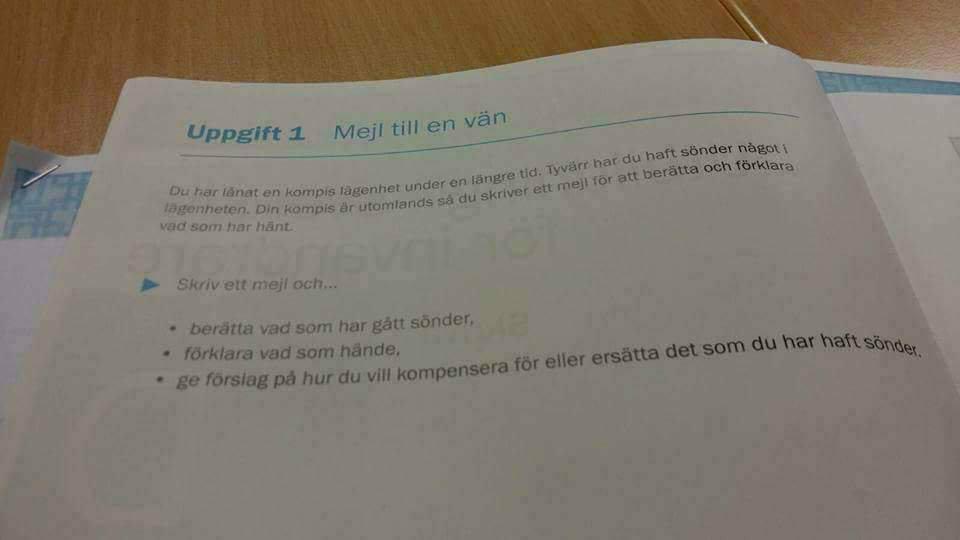 Uppgift 1 Mejl till en vän
Du har lånat en kompis lägenhet under en längre tid. Tyvärr har du haft sönder något i
lägenheten. Din kompis är utomlands så du skriver ett mejl för att berätta och förklara
vad som har hänt.
för invandrare
▶ Skriv ett mejl och...
• berätta vad som har gått sönder,
• förklara vad som hände,
• ge förslag på hur du vill kompensera för eller ersätta det som du har haft sönder.